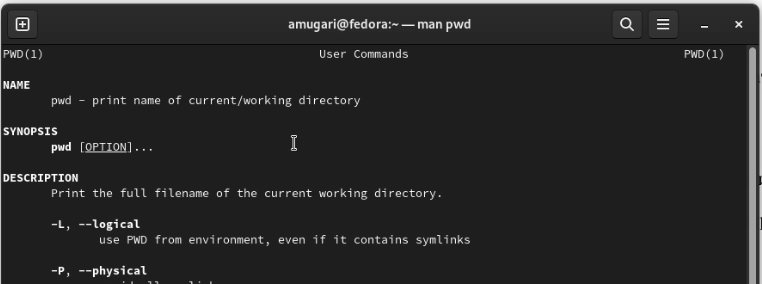 amugari@fedora:~ — man pwd
PWD(1) User Commands PWD(1)
NAME
pwd - print name of current/working directory
SYNOPSIS
pwd [OPTION]...
DESCRIPTION
Print the full filename of the current working directory.
-L, --logical
use PWD from environment, even if it contains symlinks
-P, --physical